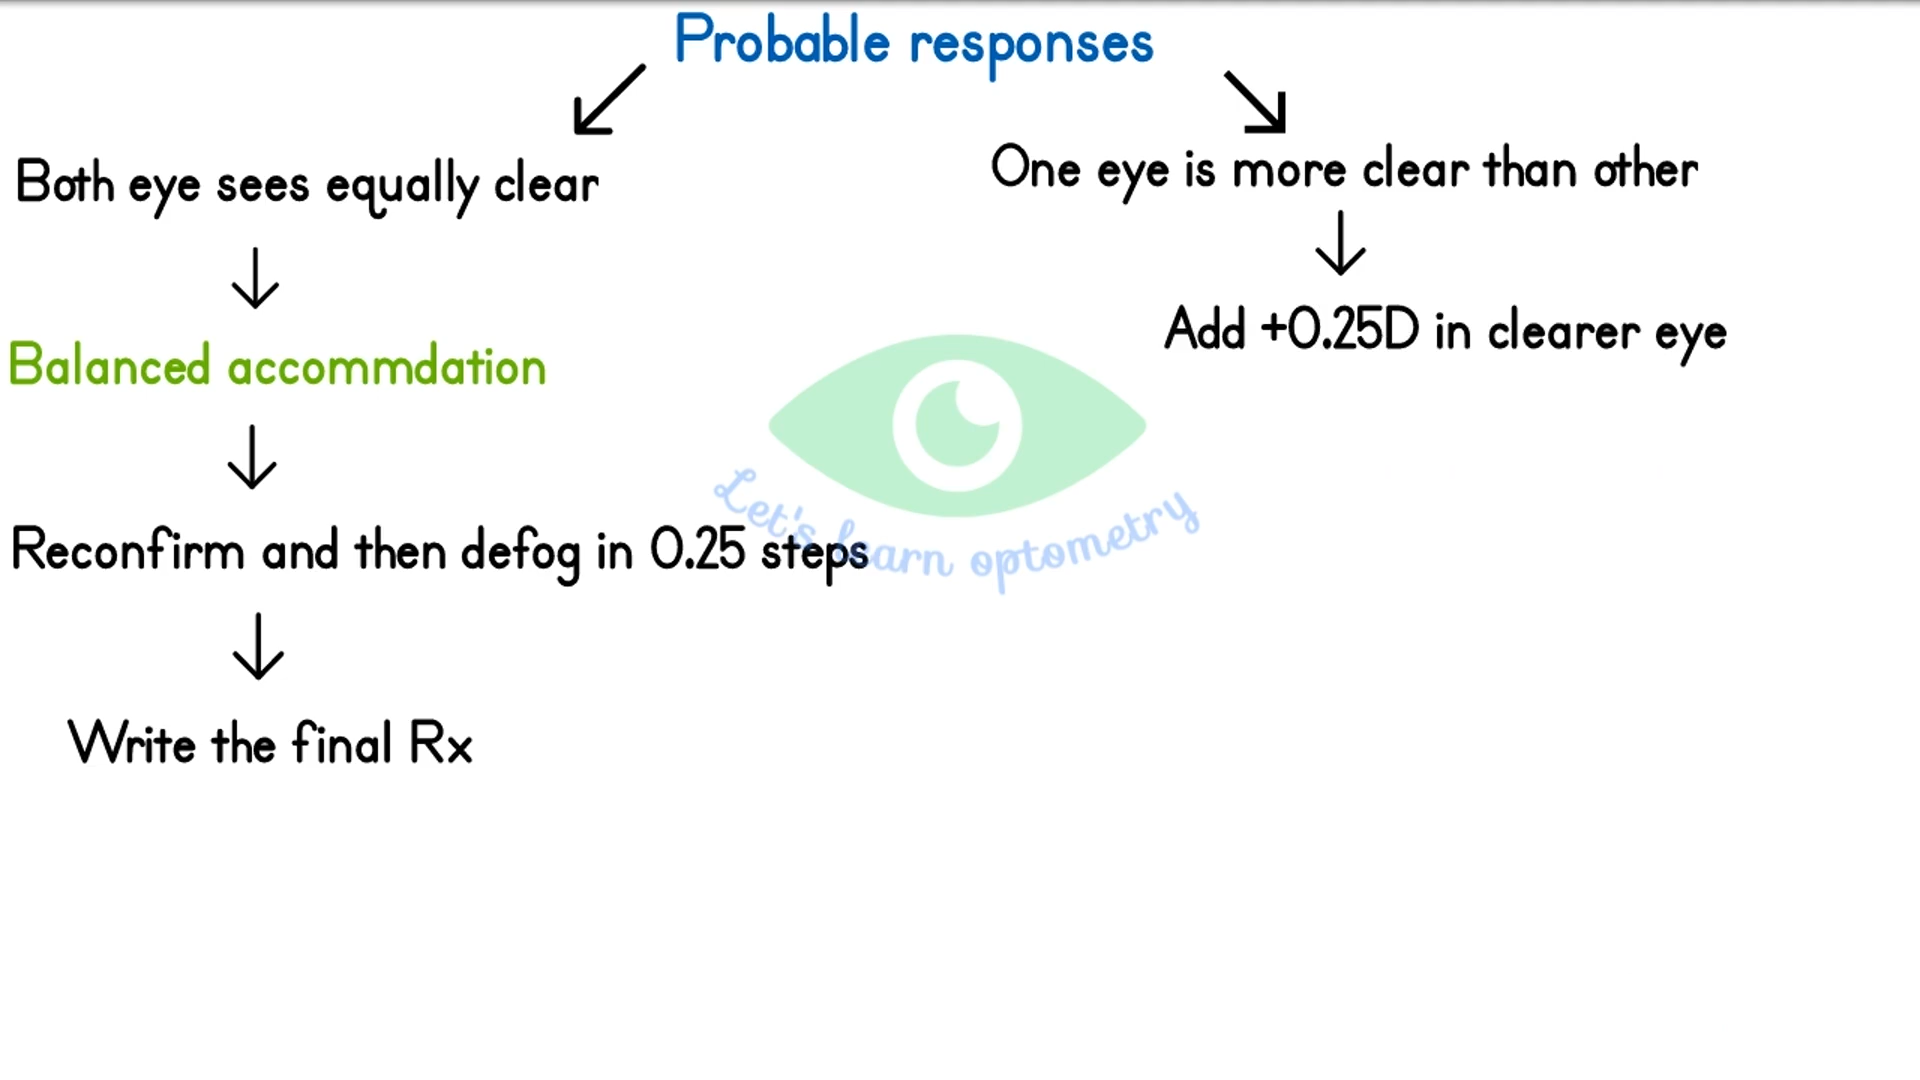 Probable responses
Both eye sees equally clear
One eye is more clear than other
Balanced accommdation
Add +0.25D in clearer eye
Reconfirm and then defog in 0.25 steps
Let's learn optometry
Write the final Rx